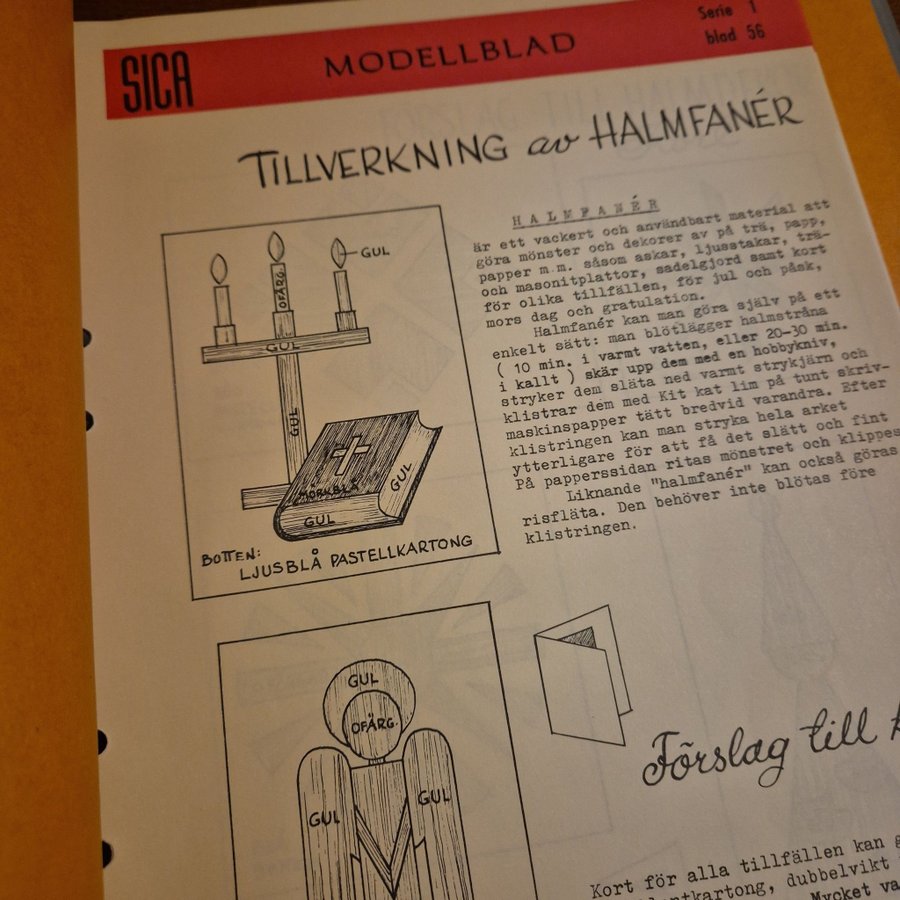 SICA
MODELLBLAD
Serie 1
blad 56
TILLVERKNING av HALMFANÉR
GUL
OFÄRG.
GUL
GUL
MÖRKBLÅ
GUL
GUL
BOTTEN:
LJUSBLÅ PASTELLKARTONG
HALMFANÉR
är ett vackert och användbart material att
göra mönster och dekorer av på trä, papp,
papper m.m. såsom askar, ljusstakar, trä-
och masonitplattor, sadelgjord samt kort
för olika tillfällen, för jul och påsk,
mors dag och gratulation.
Halmfanér kan man göra själv på ett
enkelt sätt: man blötlägger halmstråna
( 10 min. i varmt vatten, eller 20-30 min.
i kallt ) skär upp dem med en hobbykniv,
stryker dem släta ned varmt strykjärn och
klistrar dem med Kit kat lim på tunt skriv-
maskinspapper tätt bredvid varandra. Efter
klistringen kan man stryka hela arket
ytterligare för att få det slätt och fint
På papperssidan ritas mönstret och klippes
Liknande "halmfanér" kan också göras
risfläta. Den behöver inte blötas före
klistringen.
GUL
OFÄRG.
GUL
GUL
Förslag till
Kort för alla tillfällen kan
dubbelvikt
Mycket